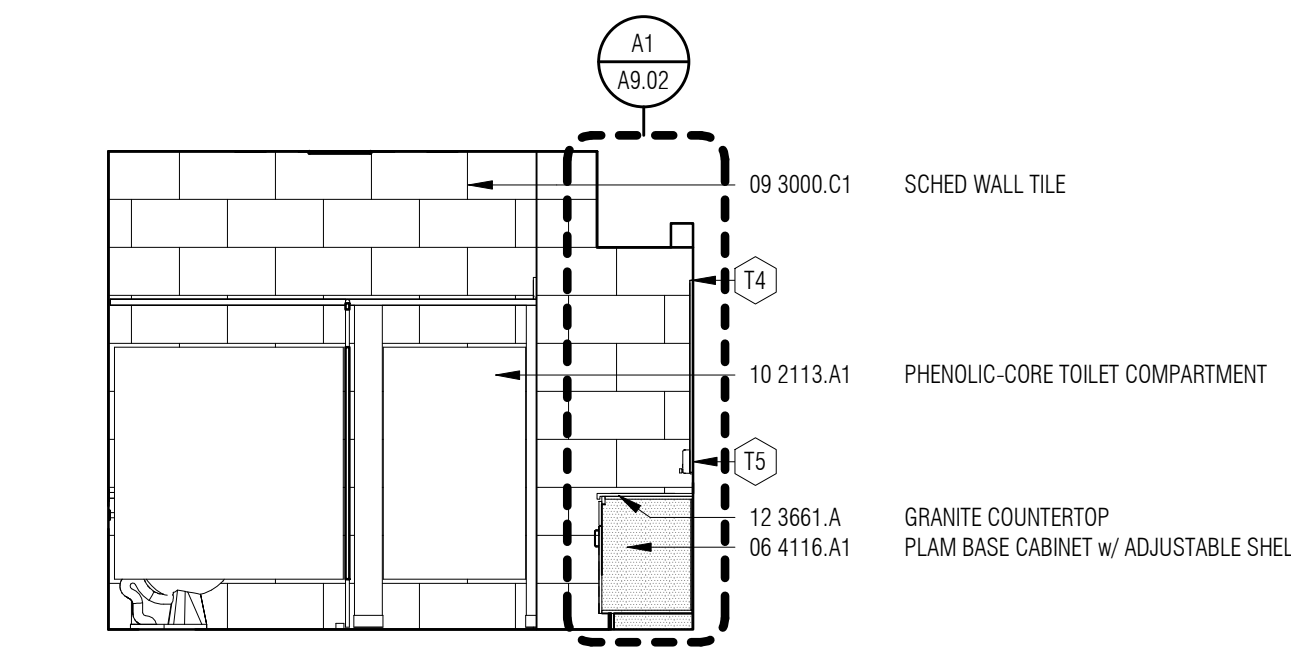 A1
A9.02
09 3000.C1 SCHED WALL TILE
T4
10 2113.A1 PHENOLIC-CORE TOILET COMPARTMENT
T5
12 3661.A GRANITE COUNTERTOP
06 4116.A1 PLAM BASE CABINET w/ ADJUSTABLE SHEL